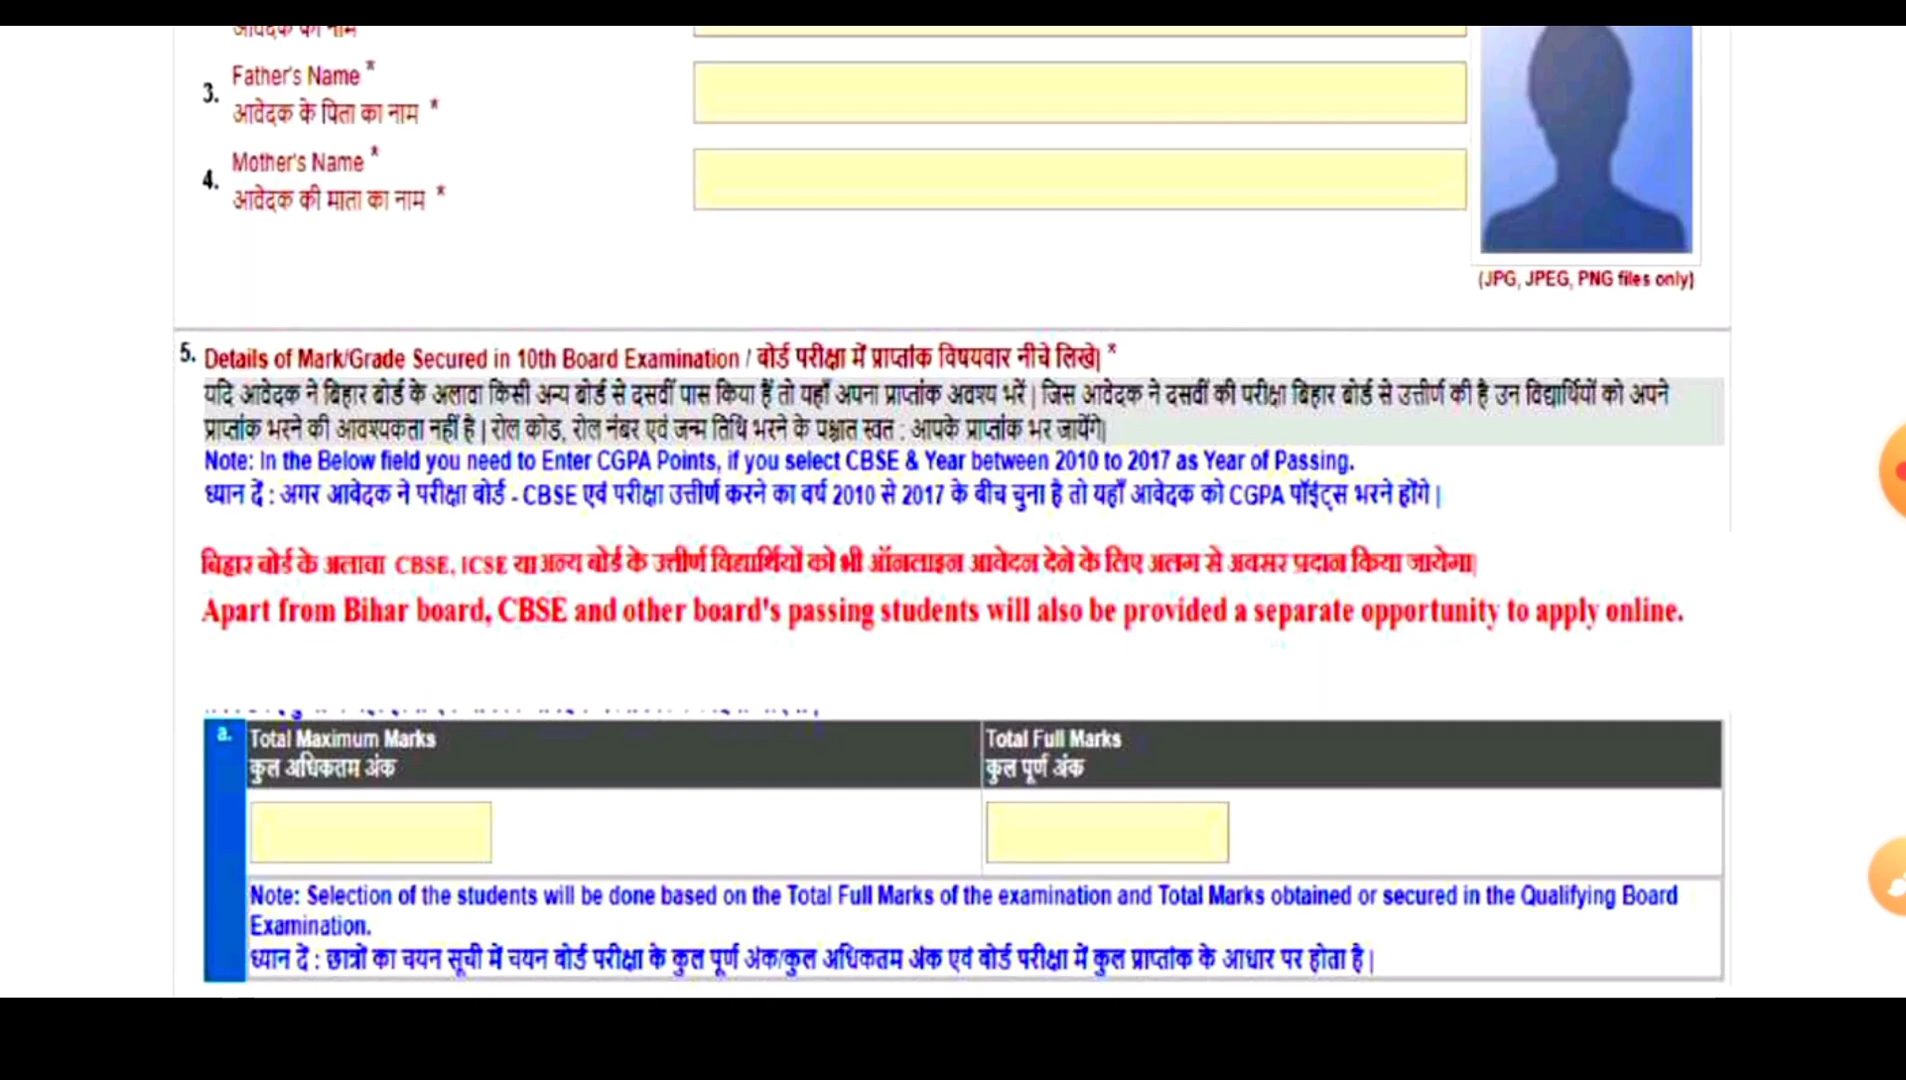 आवेदक का नाम
3. Father's Name *
आवेदक के पिता का नाम *
4. Mother's Name *
आवेदक की माता का नाम *
(JPG, JPEG, PNG files only)
5. Details of Mark/Grade Secured in 10th Board Examination / बोर्ड परीक्षा में प्राप्तांक विषयवार नीचे लिखे| *
यदि आवेदक ने बिहार बोर्ड के अलावा किसी अन्य बोर्ड से दसवीं पास किया हैं तो यहाँ अपना प्राप्तांक अवश्य भरें | जिस आवेदक ने दसवीं की परीक्षा बिहार बोर्ड से उत्तीर्ण की है उन विद्यार्थियों को अपने
प्राप्तांक भरने की आवश्यकता नहीं है | रोल कोड, रोल नंबर एवं जन्म तिथि भरने के पश्चात स्वत : आपके प्राप्तांक भर जायेंगे|
Note: In the Below field you need to Enter CGPA Points, if you select CBSE & Year between 2010 to 2017 as Year of Passing.
ध्यान दें : अगर आवेदक ने परीक्षा बोर्ड - CBSE एवं परीक्षा उत्तीर्ण करने का वर्ष 2010 से 2017 के बीच चुना है तो यहाँ आवेदक को CGPA पॉइंट्स भरने होंगे |
बिहार बोर्ड के अलावा CBSE, ICSE या अन्य बोर्ड के उत्तीर्ण विद्यार्थियों को भी ऑनलाइन आवेदन देने के लिए अलग से अवसर प्रदान किया जायेगा|
Apart from Bihar board, CBSE and other board's passing students will also be provided a separate opportunity to apply online.
a. Total Maximum Marks
कुल अधिकतम अंक
Total Full Marks
कुल पूर्ण अंक
Note: Selection of the students will be done based on the Total Full Marks of the examination and Total Marks obtained or secured in the Qualifying Board
Examination.
ध्यान दें : छात्रों का चयन सूची में चयन बोर्ड परीक्षा के कुल पूर्ण अंक/कुल अधिकतम अंक एवं बोर्ड परीक्षा में कुल प्राप्तांक के आधार पर होता है |